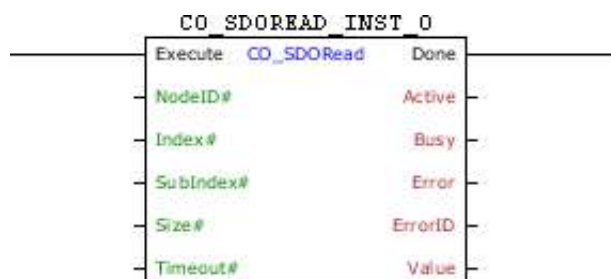 CO_SDOREAD_INST_0
Execute CO_SDORead Done
NodeID# Active
Index# Busy
SubIndex# Error
Size# ErrorID
Timeout# Value